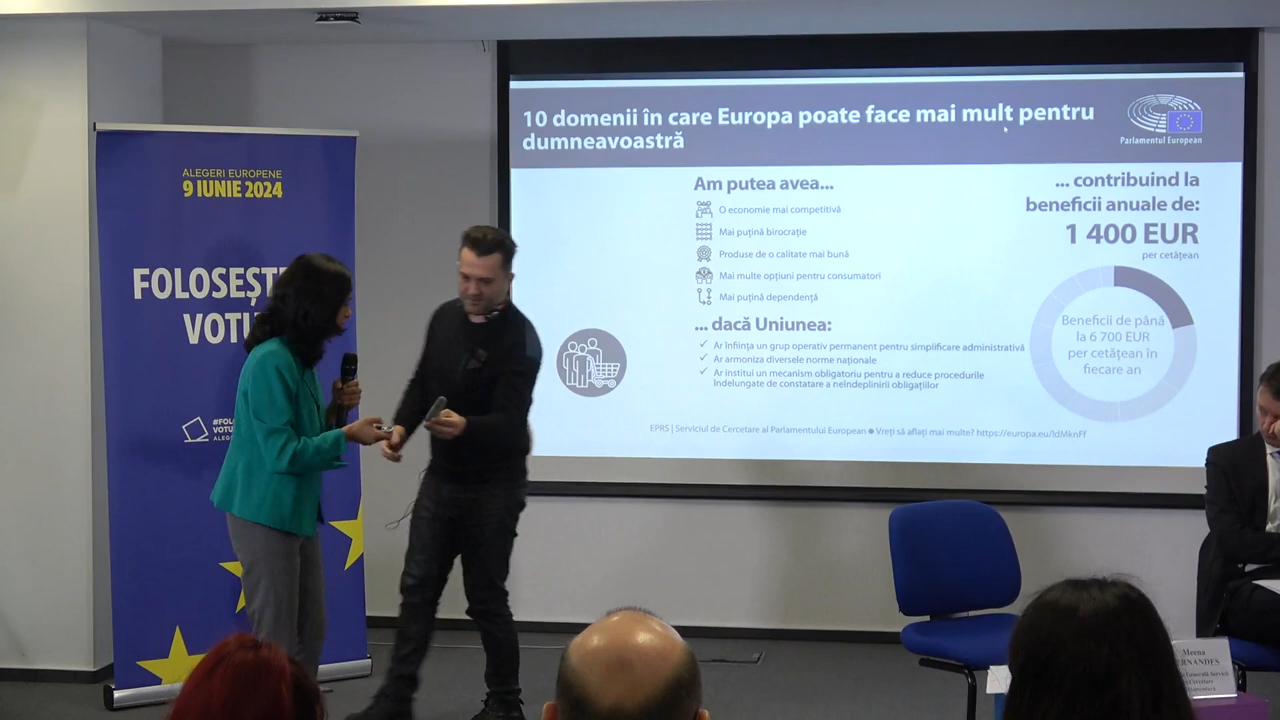 ALEGERI EUROPENE
9 IUNIE 2024
FOLOSEȘTE
VOTU
#FOLO
VOTU
ALEG
10 domenii în care Europa poate face mai mult pentru
dumneavoastră
Parlamentul European
Am putea avea...
O economie mai competitivă
Mai puțină birocrație
Produse de o calitate mai bună
Mai multe opțiuni pentru consumatori
Mai puțină dependență
... dacă Uniunea:
✓ Ar înființa un grup operativ permanent pentru simplificare administrativă
✓ Ar armoniza diversele norme naționale
✓ Ar institui un mecanism obligatoriu pentru a reduce procedurile
îndelungate de constatare a neîndeplinirii obligațiilor
... contribuind la
beneficii anuale de:
1 400 EUR
per cetățean
Beneficii de până
la 6 700 EUR
per cetățean în
fiecare an
EPRS | Serviciul de Cercetare al Parlamentului European ● Vreți să aflați mai multe? https://europa.eu/!dMknFf
Meena
ERNANDES